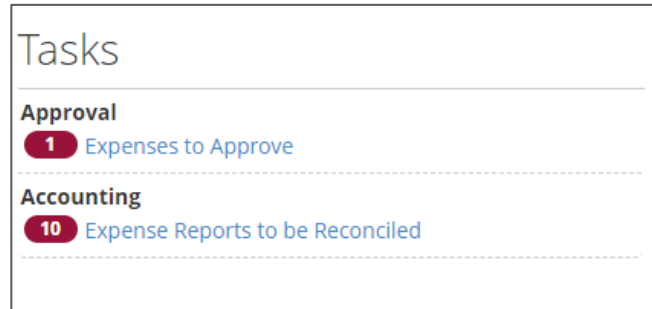 Tasks
Approval
1 Expenses to Approve
Accounting
10 Expense Reports to be Reconciled